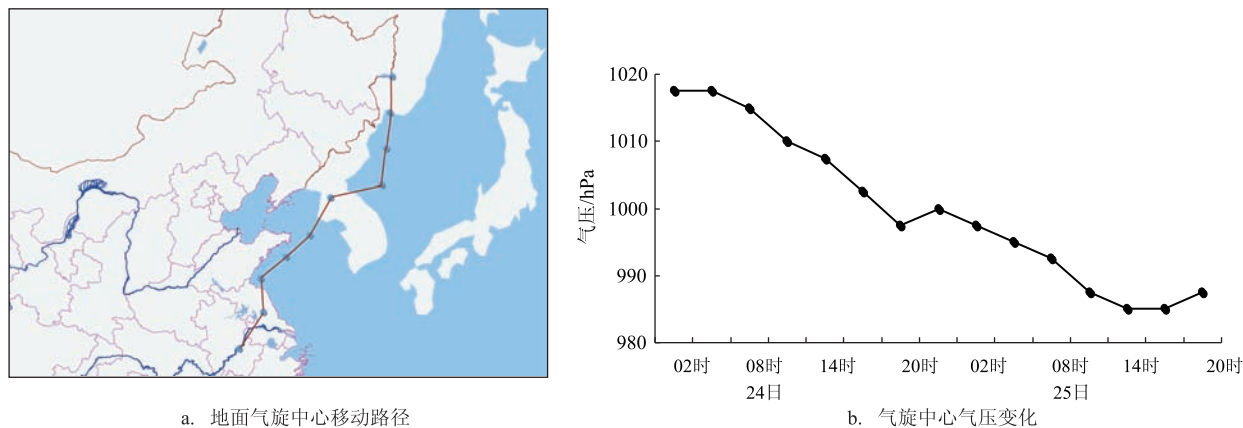 1020
1010
1000
990
980
气压/hPa
02时
08时
14时
20时
02时
08时
14时
20时
24日
25日
a. 地面气旋中心移动路径
b. 气旋中心气压变化